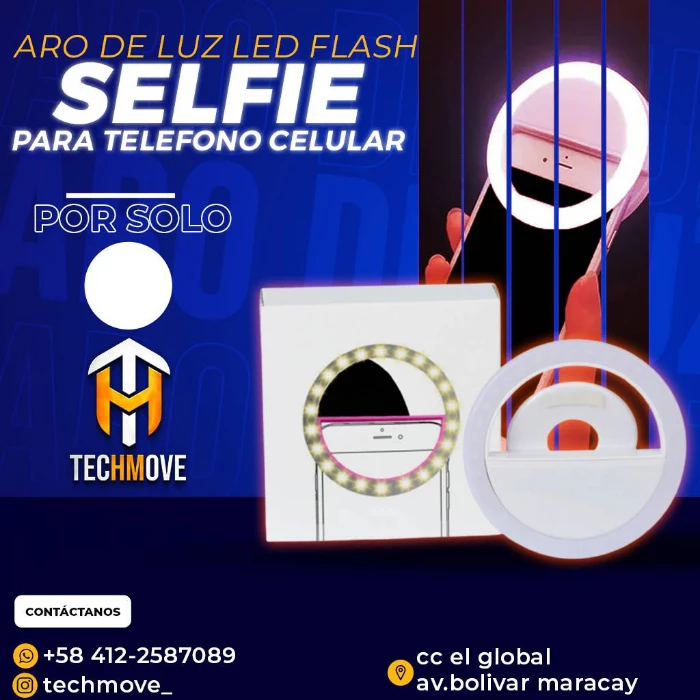 ARO DE LUZ LED FLASH
SELFIE
PARA TELEFONO CELULAR
POR SOLO
TECHMOVE
CONTÁCTANOS
+58 412-2587089
techmove_
cc el global
av.bolivar maracay